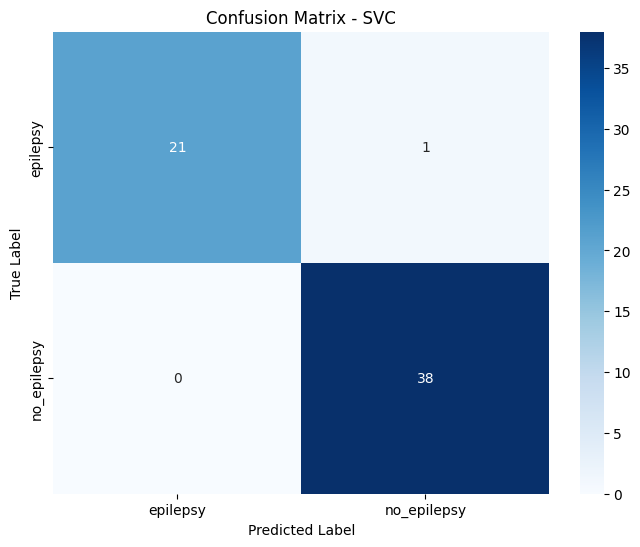 Confusion Matrix - SVC
True Label
epilepsy
no_epilepsy
21
1
0
38
epilepsy
no_epilepsy
Predicted Label
35
30
25
20
15
10
5
0